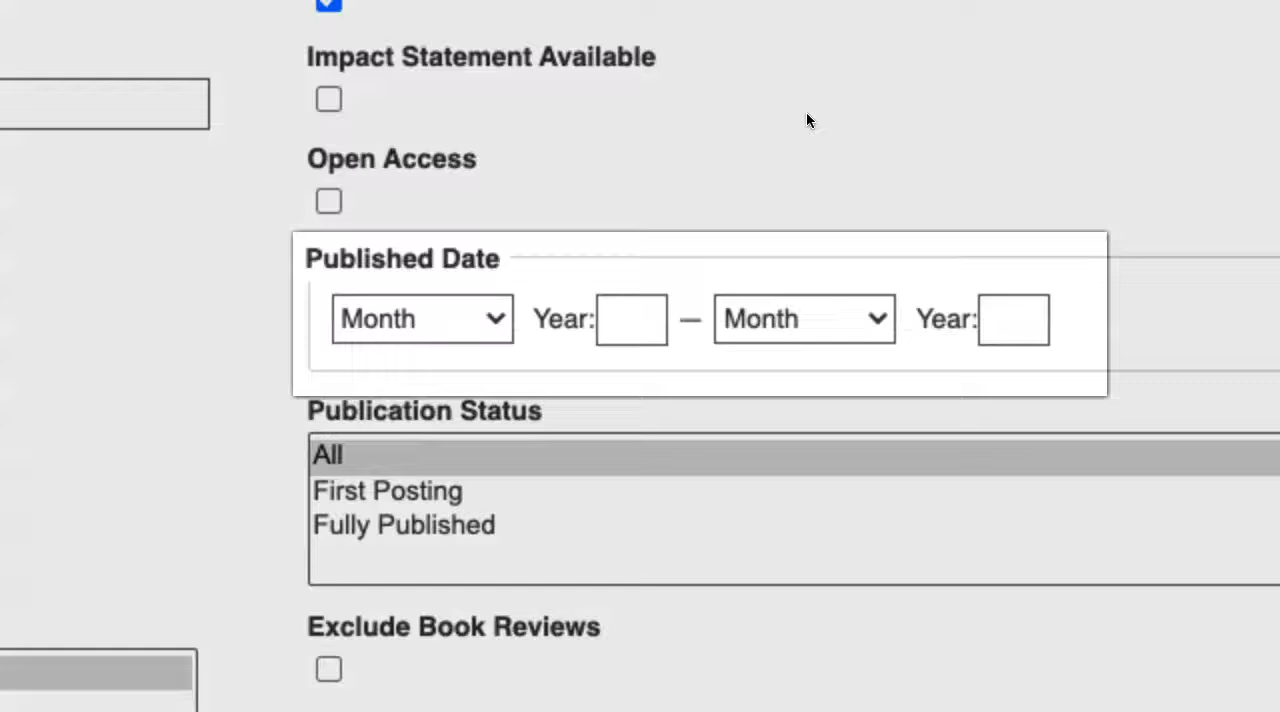 Impact Statement Available
Open Access
Published Date
Month Year: — Month Year:
Publication Status
All
First Posting
Fully Published
Exclude Book Reviews